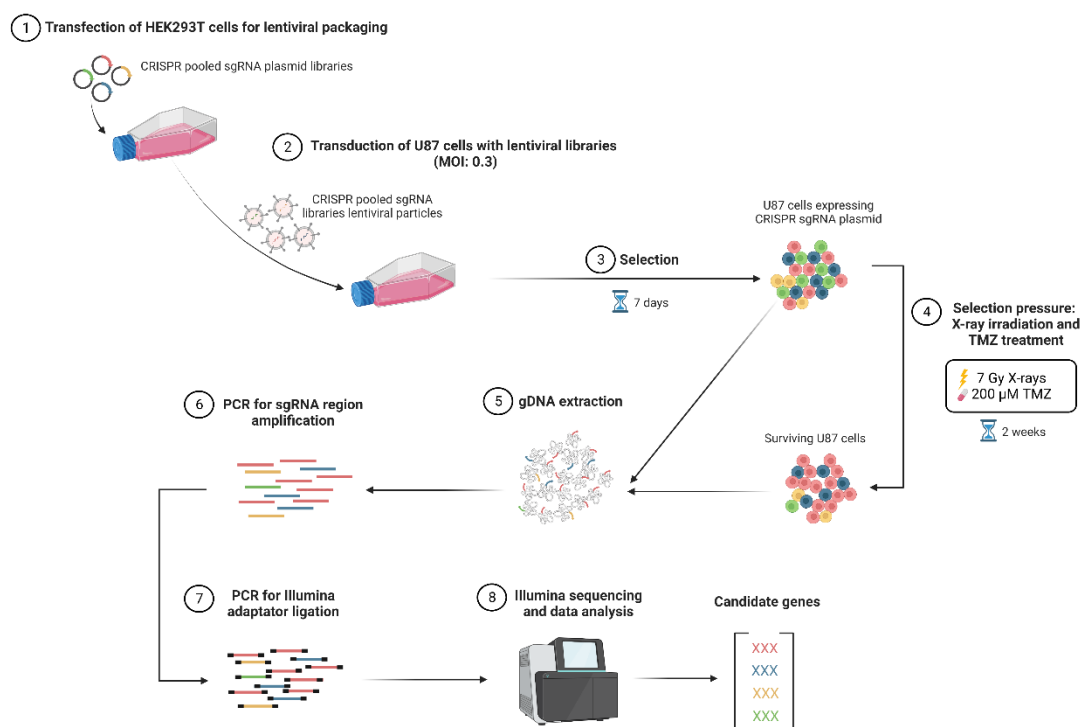 1 Transfection of HEK293T cells for lentiviral packaging
CRISPR pooled sgRNA plasmid libraries
2 Transduction of U87 cells with lentiviral libraries
(MOI: 0.3)
CRISPR pooled sgRNA
libraries lentiviral particles
3 Selection
7 days
U87 cells expressing
CRISPR sgRNA plasmid
4 Selection pressure:
X-ray irradiation and
TMZ treatment
7 Gy X-rays
200 µM TMZ
2 weeks
Surviving U87 cells
5 gDNA extraction
6 PCR for sgRNA region
amplification
7 PCR for Illumina
adaptator ligation
8 Illumina sequencing
and data analysis
Candidate genes
XXX
XXX
XXX
XXX